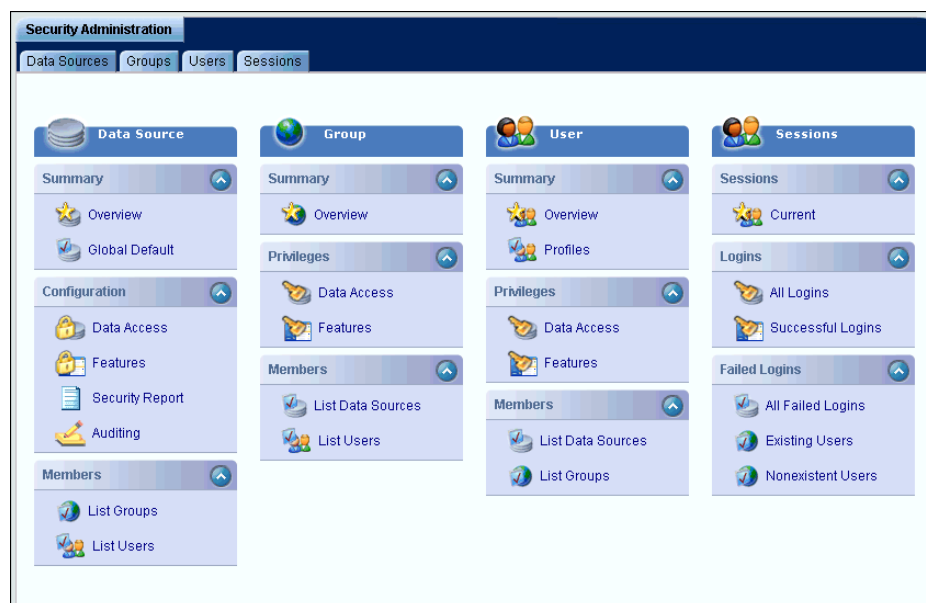 Security Administration
Data Sources
Groups
Users
Sessions
Data Source
Summary
Overview
Global Default
Configuration
Data Access
Features
Security Report
Auditing
Members
List Groups
List Users
Group
Summary
Overview
Privileges
Data Access
Features
Members
List Data Sources
List Users
User
Summary
Overview
Profiles
Privileges
Data Access
Features
Members
List Data Sources
List Groups
Sessions
Sessions
Current
Logins
All Logins
Successful Logins
Failed Logins
All Failed Logins
Existing Users
Nonexistent Users